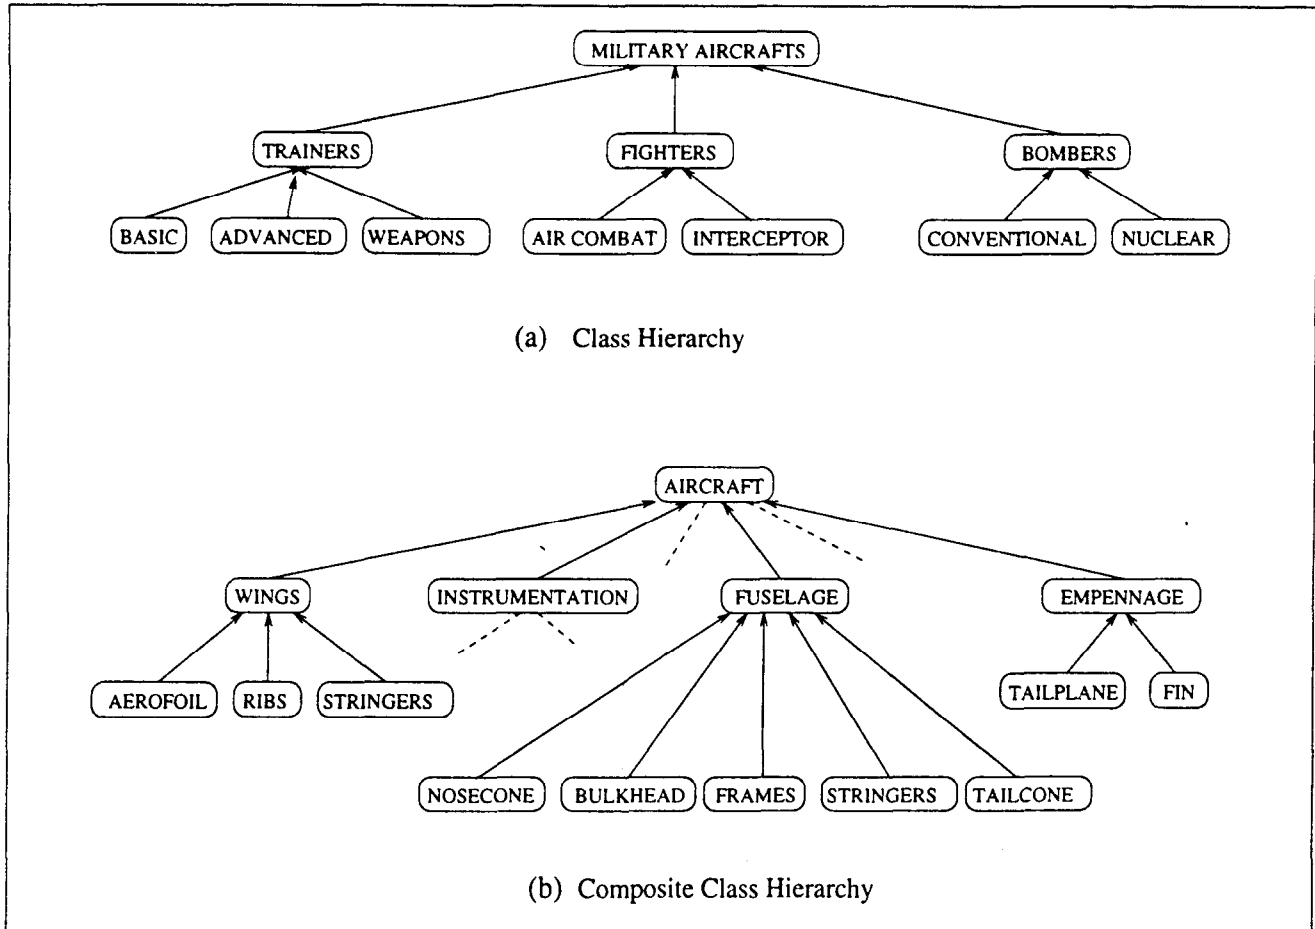 MILITARY AIRCRAFTS
TRAINERS FIGHTERS BOMBERS
BASIC ADVANCED WEAPONS AIR COMBAT INTERCEPTOR CONVENTIONAL NUCLEAR
(a) Class Hierarchy
AIRCRAFT
WINGS INSTRUMENTATION FUSELAGE EMPENNAGE
AEROFOIL RIBS STRINGERS TAILPLANE FIN
NOSECONE BULKHEAD FRAMES STRINGERS TAILCONE
(b) Composite Class Hierarchy